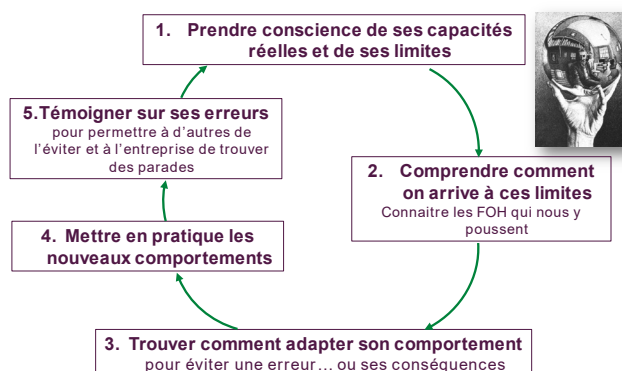 1. Prendre conscience de ses capacités
réelles et de ses limites
2. Comprendre comment
on arrive à ces limites
Connaitre les FOH qui nous y
poussent
3. Trouver comment adapter son comportement
pour éviter une erreur... ou ses conséquences
4. Mettre en pratique les
nouveaux comportements
5.Témoigner sur ses erreurs
pour permettre à d'autres de
l'éviter et à l'entreprise de trouver
des parades